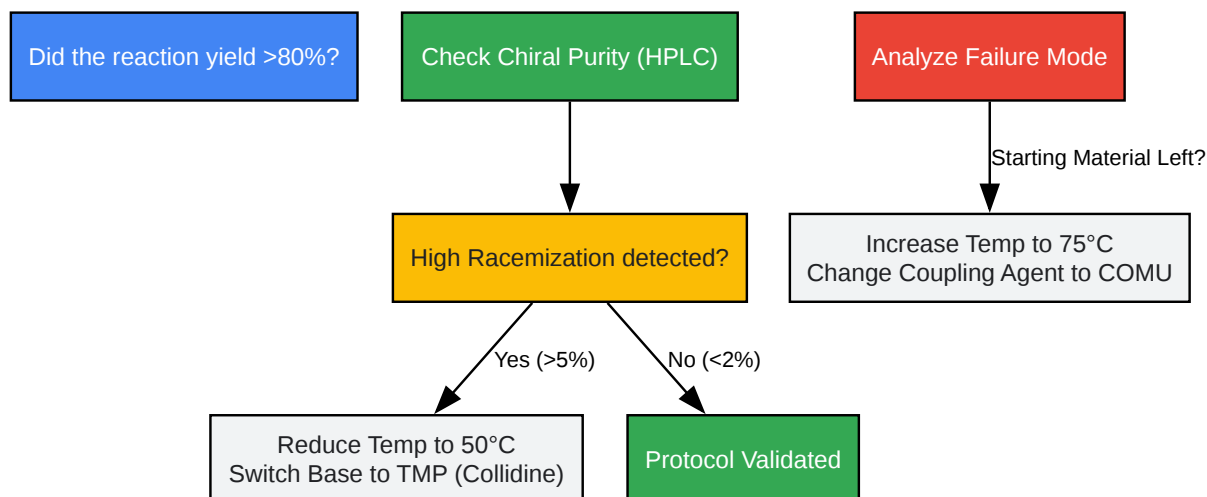 Did the reaction yield >80%?
Check Chiral Purity (HPLC)
Analyze Failure Mode
Starting Material Left?
High Racemization detected?
Increase Temp to 75°C
Change Coupling Agent to COMU
Yes (>5%)
No (<2%)
Reduce Temp to 50°C
Switch Base to TMP (Collidine)
Protocol Validated